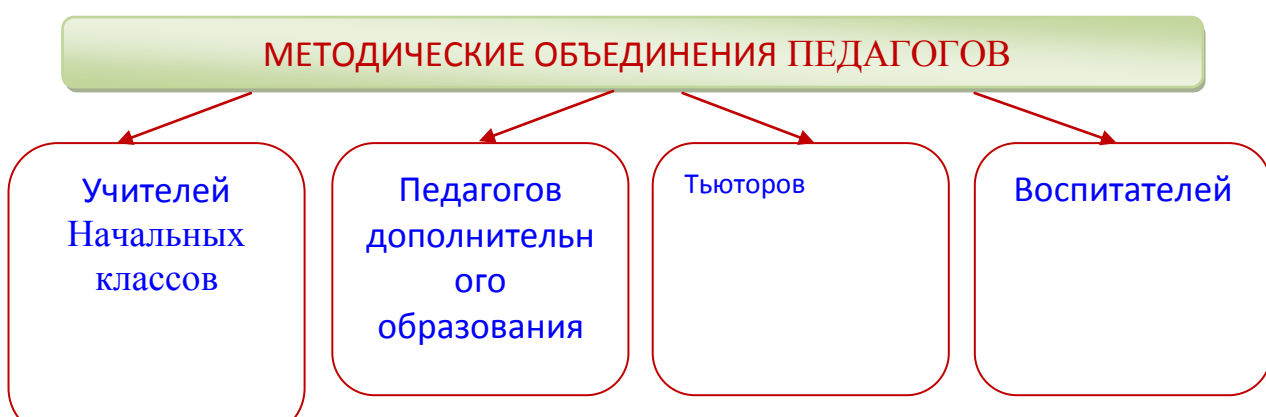 МЕТОДИЧЕСКИЕ ОБЪЕДИНЕНИЯ ПЕДАГОГОВ
Учителей
Начальных
классов
Педагогов
дополнительн
ого
образования
Тьюторов
Воспитателей